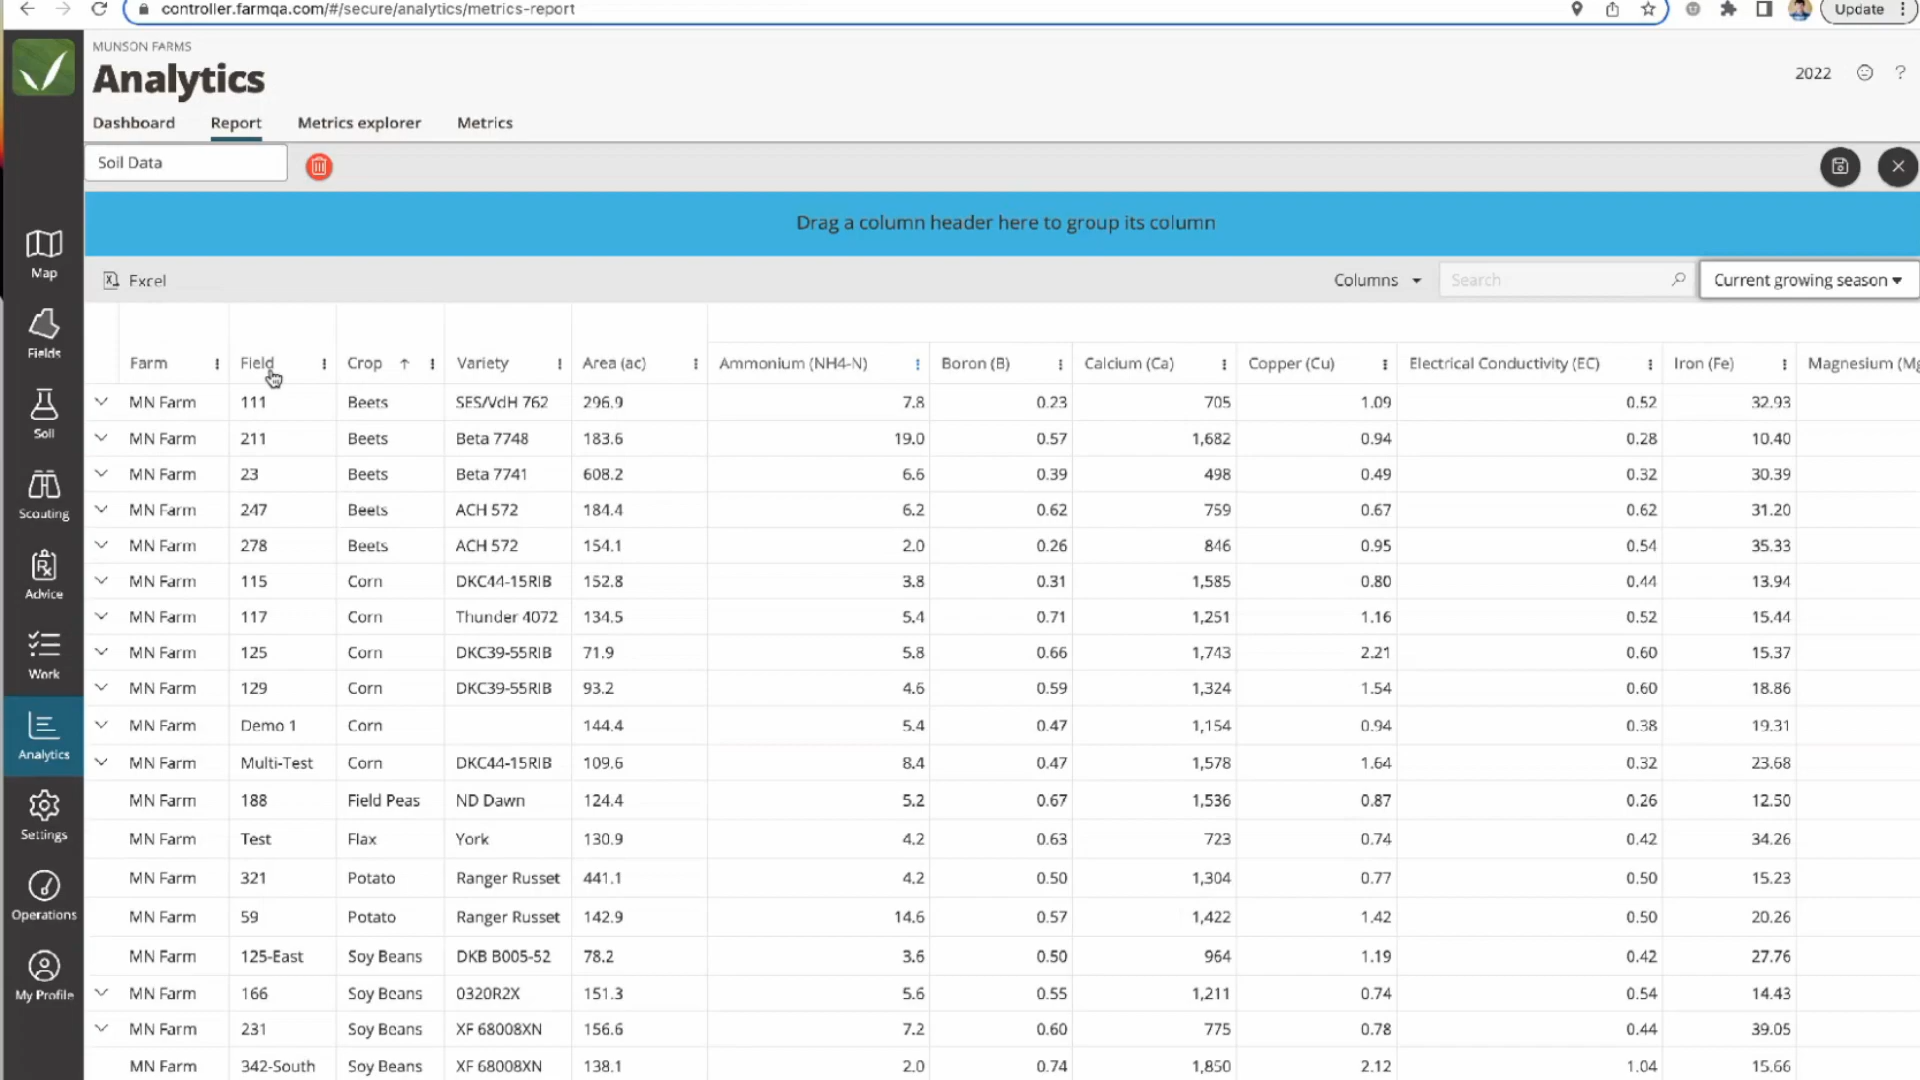 controller.farmqa.com/#/secure/analytics/metrics-report Update
MUNSON FARMS
Analytics 2022 ?
Dashboard Report Metrics explorer Metrics
Soil Data
Drag a column header here to group its column
Excel Columns Search Current growing season
Farm Field Crop Variety Area (ac) Ammonium (NH4-N) Boron (B) Calcium (Ca) Copper (Cu) Electrical Conductivity (EC) Iron (Fe) Magnesium (Mg
MN Farm 111 Beets SES/VdH 762 296.9 7.8 0.23 705 1.09 0.52 32.93
MN Farm 211 Beets Beta 7748 183.6 19.0 0.57 1,682 0.94 0.28 10.40
MN Farm 23 Beets Beta 7741 608.2 6.6 0.39 498 0.49 0.32 30.39
MN Farm 247 Beets ACH 572 184.4 6.2 0.62 759 0.67 0.62 31.20
MN Farm 278 Beets ACH 572 154.1 2.0 0.26 846 0.95 0.54 35.33
MN Farm 115 Corn DKC44-15RIB 152.8 3.8 0.31 1,585 0.80 0.44 13.94
MN Farm 117 Corn Thunder 4072 134.5 5.4 0.71 1,251 1.16 0.52 15.44
MN Farm 125 Corn DKC39-55RIB 71.9 5.8 0.66 1,743 2.21 0.60 15.37
MN Farm 129 Corn DKC39-55RIB 93.2 4.6 0.59 1,324 1.54 0.60 18.86
MN Farm Demo 1 Corn 144.4 5.4 0.47 1,154 0.94 0.38 19.31
MN Farm Multi-Test Corn DKC44-15RIB 109.6 8.4 0.47 1,578 1.64 0.32 23.68
MN Farm 188 Field Peas ND Dawn 124.4 5.2 0.67 1,536 0.87 0.26 12.50
MN Farm Test Flax York 130.9 4.2 0.63 723 0.74 0.42 34.26
MN Farm 321 Potato Ranger Russet 441.1 4.2 0.50 1,304 0.77 0.50 15.23
MN Farm 59 Potato Ranger Russet 142.9 14.6 0.57 1,422 1.42 0.50 20.26
MN Farm 125-East Soy Beans DKB B005-52 78.2 3.6 0.50 964 1.19 0.42 27.76
MN Farm 166 Soy Beans 0320R2X 151.3 5.6 0.55 1,211 0.74 0.54 14.43
MN Farm 231 Soy Beans XF 68008XN 156.6 7.2 0.60 775 0.78 0.44 39.05
MN Farm 342-South Soy Beans XF 68008XN 138.1 2.0 0.74 1,850 2.12 1.04 15.66
Map
Fields
Soil
Scouting
Advice
Work
Analytics
Settings
Operations
My Profile